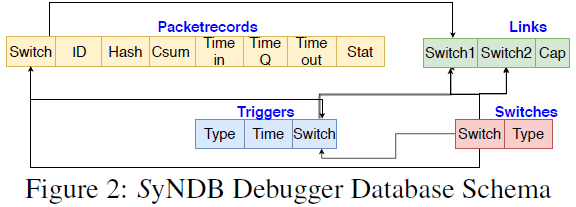 Packetrecords
Links
Switch ID Hash Csum Time in Time Q Time out Stat
Switch1 Switch2 Cap
Triggers
Switches
Type Time Switch
Switch Type
Figure 2: SyNDB Debugger Database Schema